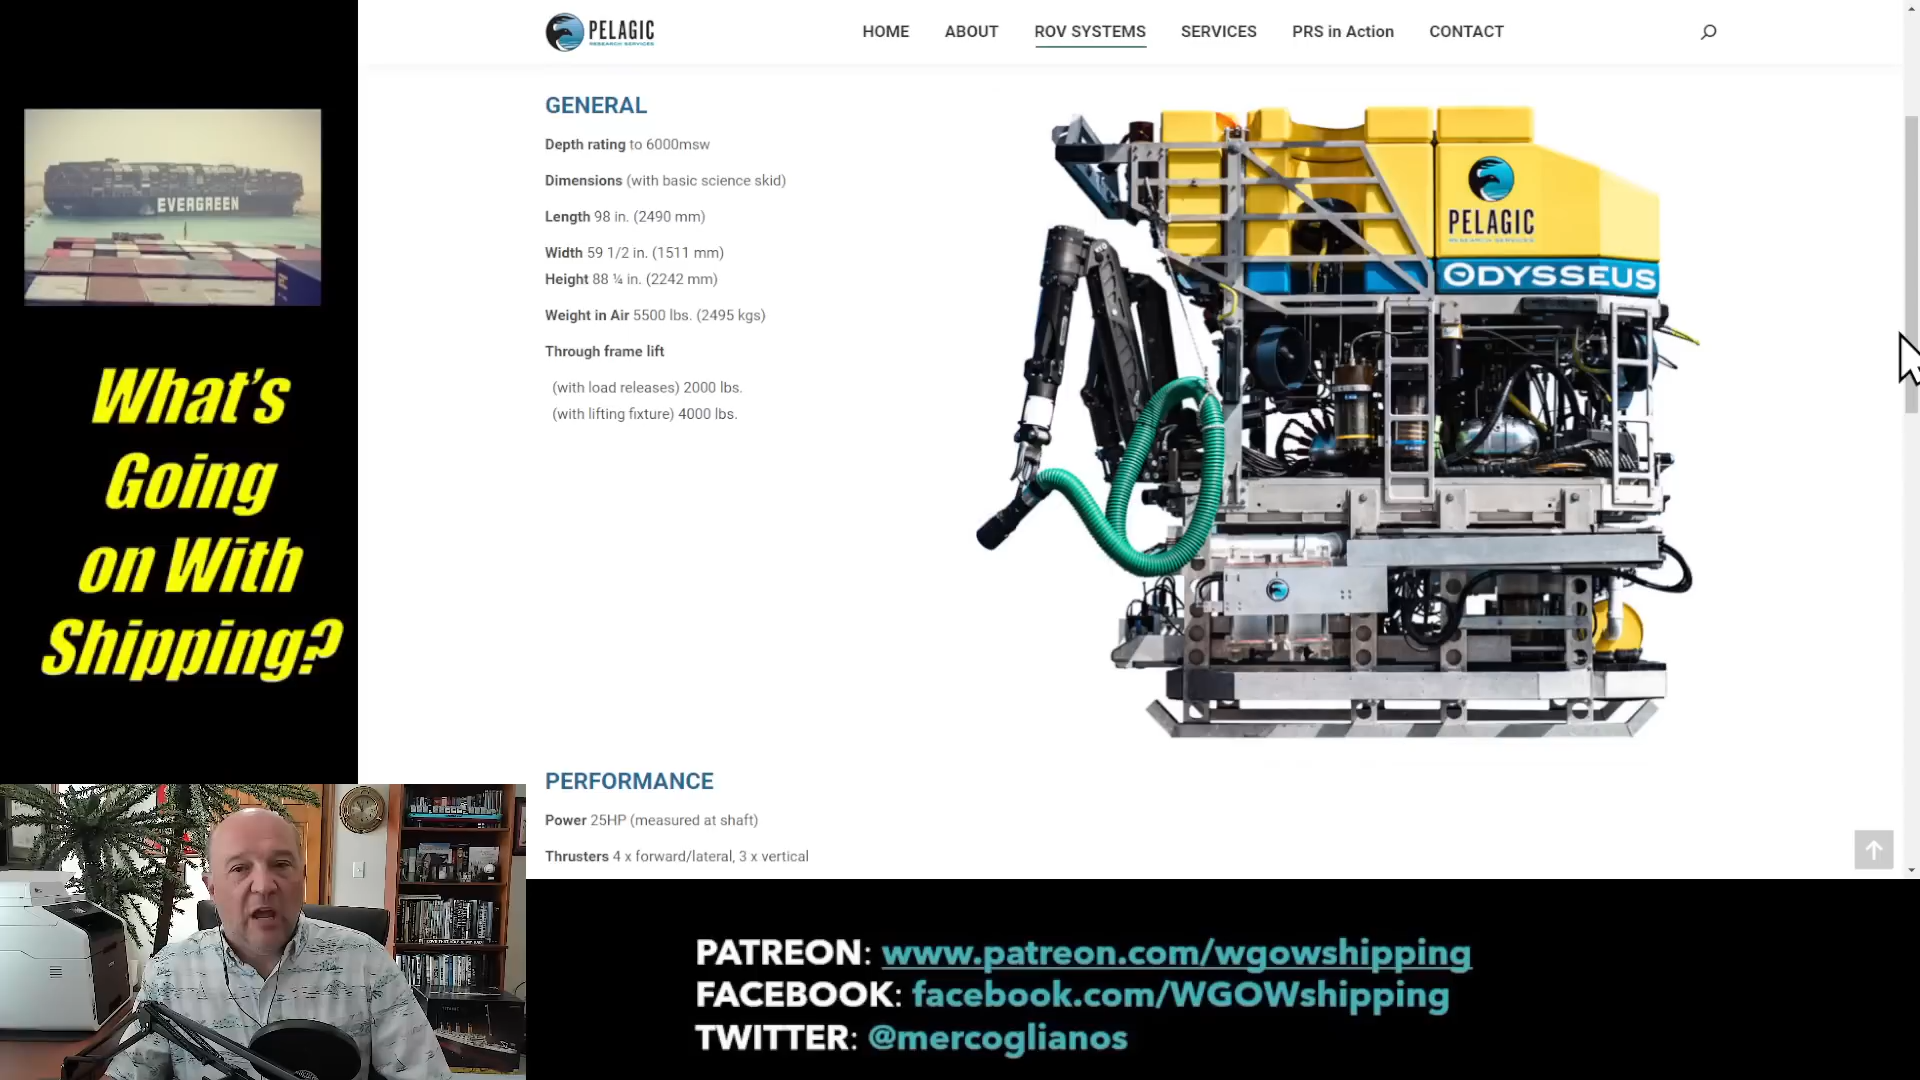 PELAGIC
RESEARCH SERVICES
HOME
ABOUT
ROV SYSTEMS
SERVICES
PRS in Action
CONTACT
GENERAL
Depth rating to 6000msw
Dimensions (with basic science skid)
Length 98 in. (2490 mm)
Width 59 1/2 in. (1511 mm)
Height 88 ¼ in. (2242 mm)
Weight in Air 5500 lbs. (2495 kgs)
Through frame lift
(with load releases) 2000 lbs.
(with lifting fixture) 4000 lbs.
PELAGIC
ODYSSEUS
EVERGREEN
What's
Going
on With
Shipping?
PERFORMANCE
Power 25HP (measured at shaft)
Thrusters 4 x forward/lateral, 3 x vertical
PATREON: www.patreon.com/wgowshipping
FACEBOOK: facebook.com/WGOWshipping
TWITTER: @mercoglianos